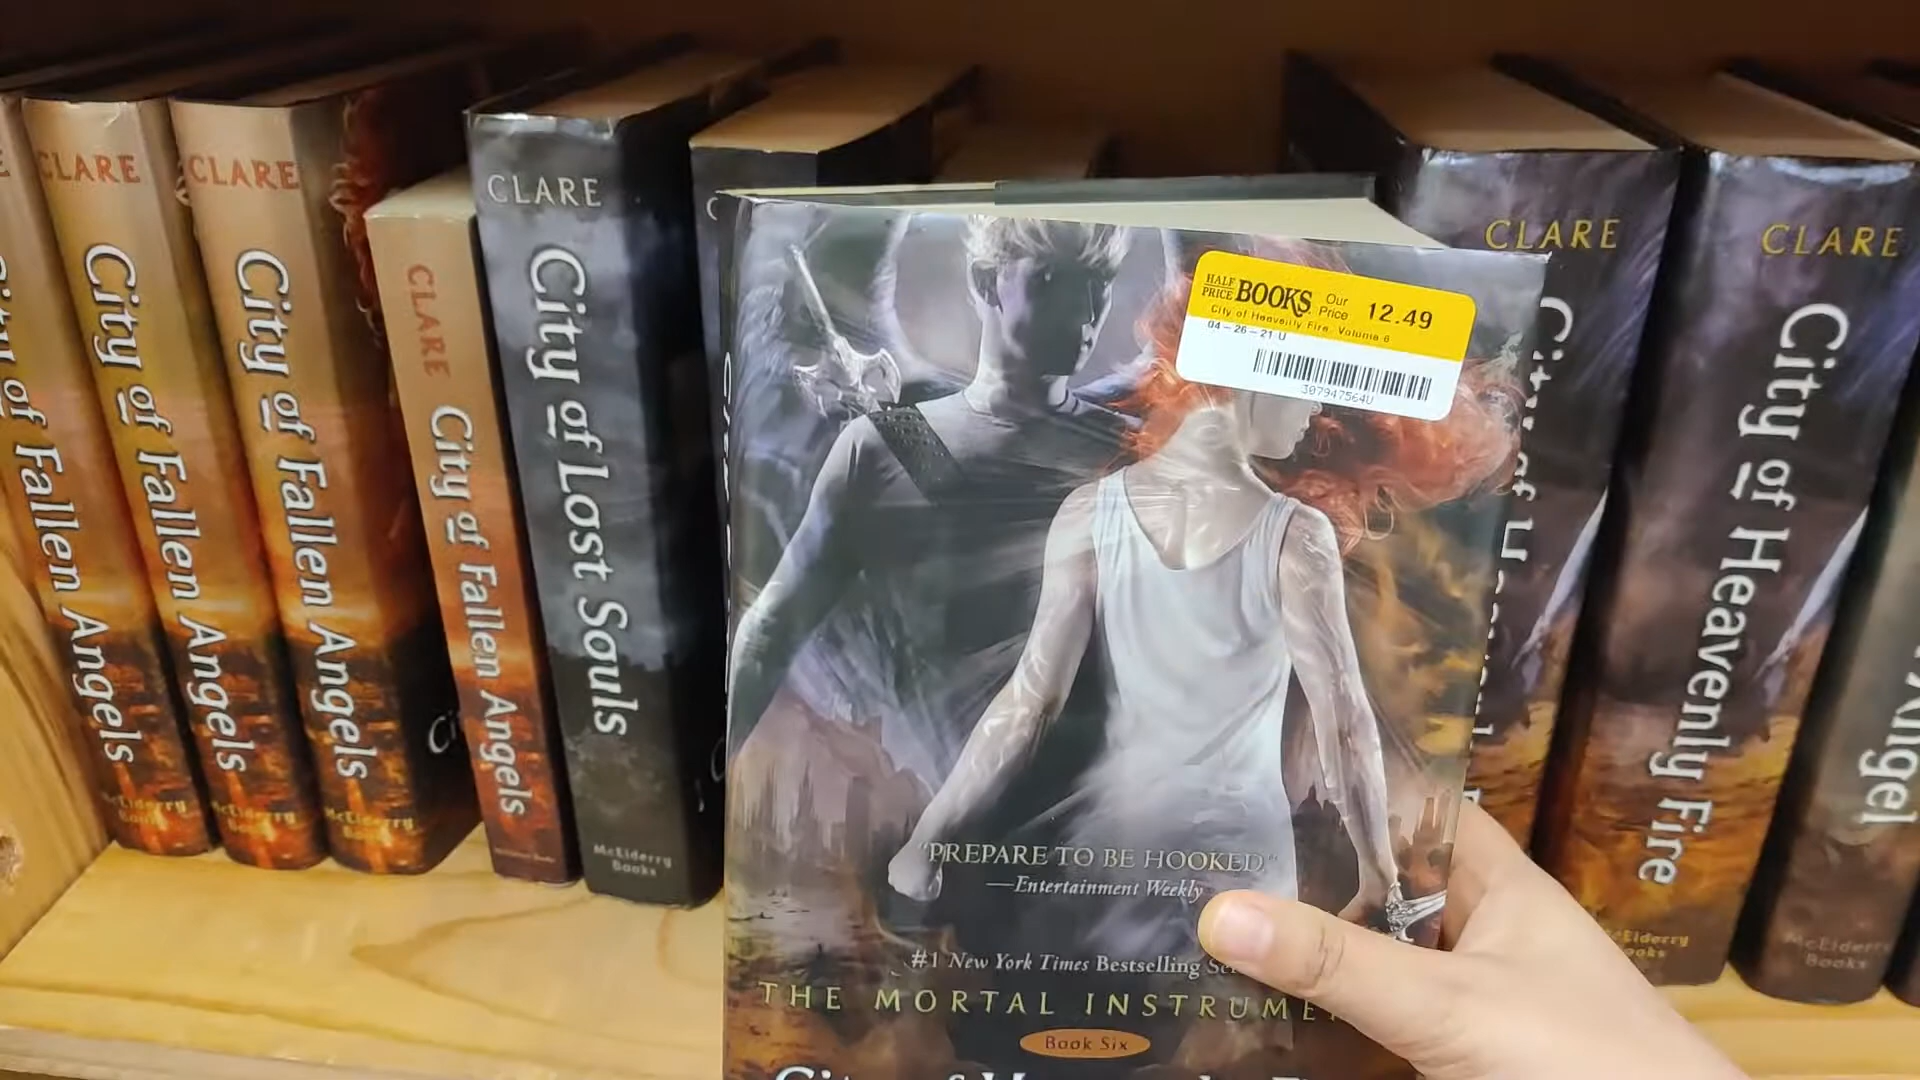 CLARE
City of Fallen Angels
McElderry
Books
CLARE
City of Fallen Angels
McElderry
Books
CLARE
City of Fallen Angels
McElderry
CLARE
City of Fallen Angels
CLARE
City of Lost Souls
McElderry
Books
HALF
PRICE BOOKS
Our
Price 12.49
City of Heavenly Fire, Volume 6
04-26-21 U
307947564U
"PREPARE TO BE HOOKED."
—Entertainment Weekly
#1 New York Times Bestselling
THE MORTAL INSTRUME
Book Six
CLARE
CLARE
City of Heavenly Fire
McElderry
Books
Angel
McElderry
Books